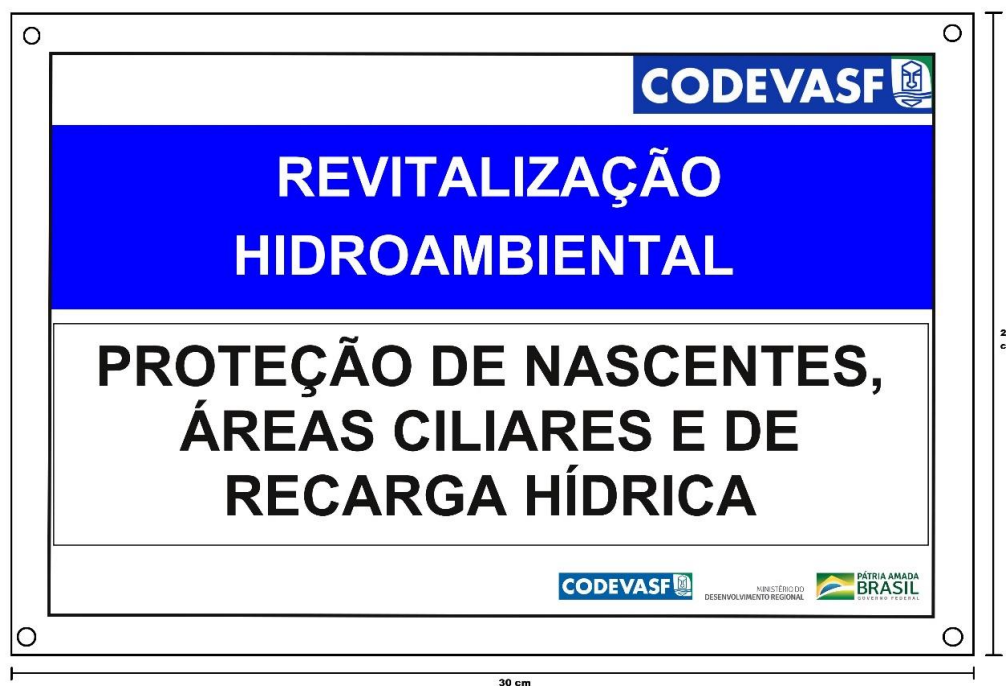 CODEVASF
REVITALIZAÇÃO
HIDROAMBIENTAL
PROTEÇÃO DE NASCENTES,
ÁREAS CILIARES E DE
RECARGA HÍDRICA
CODEVASF
MINISTÉRIO DO
DESENVOLVIMENTO REGIONAL
PÁTRIA AMADA
BRASIL
GOVERNO FEDERAL
2
c
30 cm